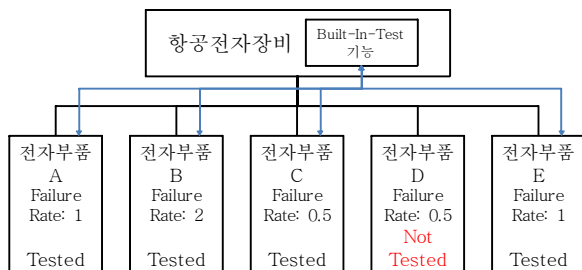 항공전자장비
Built-In-Test
기능
전자부품
A
Failure
Rate: 1
Tested
전자부품
B
Failure
Rate: 2
Tested
전자부품
C
Failure
Rate: 0.5
Tested
전자부품
D
Failure
Rate: 0.5
Not
Tested
전자부품
E
Failure
Rate: 1
Tested